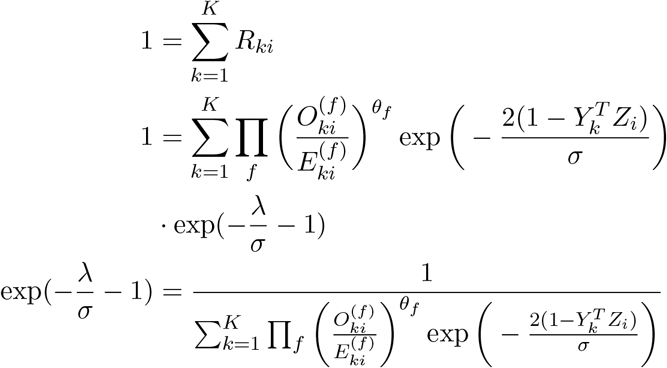 1 = \sum_{k=1}^{K} R_{ki}
1 = \sum_{k=1}^{K} \prod_{f} \left( \frac{O_{ki}^{(f)}}{E_{ki}^{(f)}} \right)^{\theta_f} \exp \left( - \frac{2(1 - Y_k^T Z_i)}{\sigma} \right)
\cdot \exp(-\frac{\lambda}{\sigma} - 1)
\exp(-\frac{\lambda}{\sigma} - 1) = \frac{1}{\sum_{k=1}^{K} \prod_{f} \left( \frac{O_{ki}^{(f)}}{E_{ki}^{(f)}} \right)^{\theta_f} \exp \left( - \frac{2(1 - Y_k^T Z_i)}{\sigma} \right)}